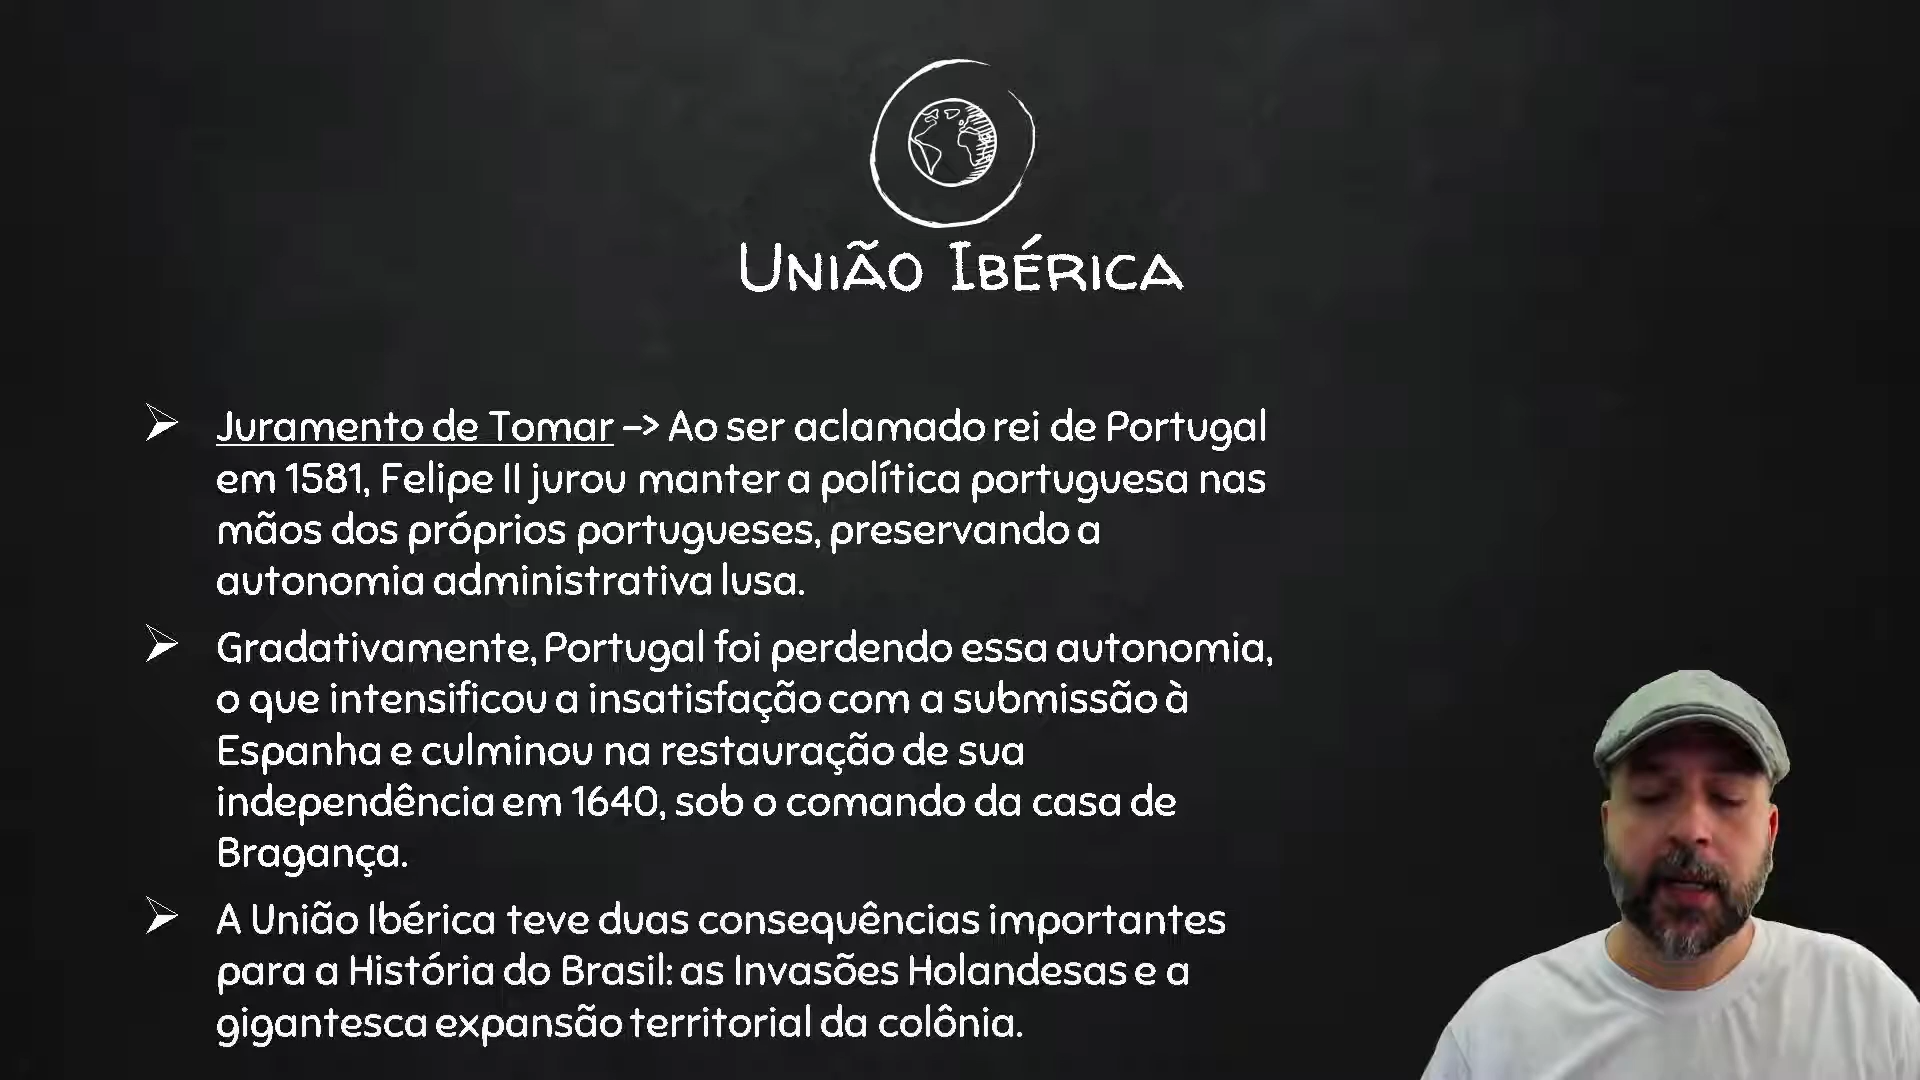 União Ibérica
Juramento de Tomar -> Ao ser aclamado rei de Portugal
em 1581, Felipe II jurou manter a política portuguesa nas
mãos dos próprios portugueses, preservando a
autonomia administrativa lusa.
Gradativamente, Portugal foi perdendo essa autonomia,
o que intensificou a insatisfação com a submissão à
Espanha e culminou na restauração de sua
independência em 1640, sob o comando da casa de
Bragança.
A União Ibérica teve duas consequências importantes
para a História do Brasil: as Invasões Holandesas e a
gigantesca expansão territorial da colônia.